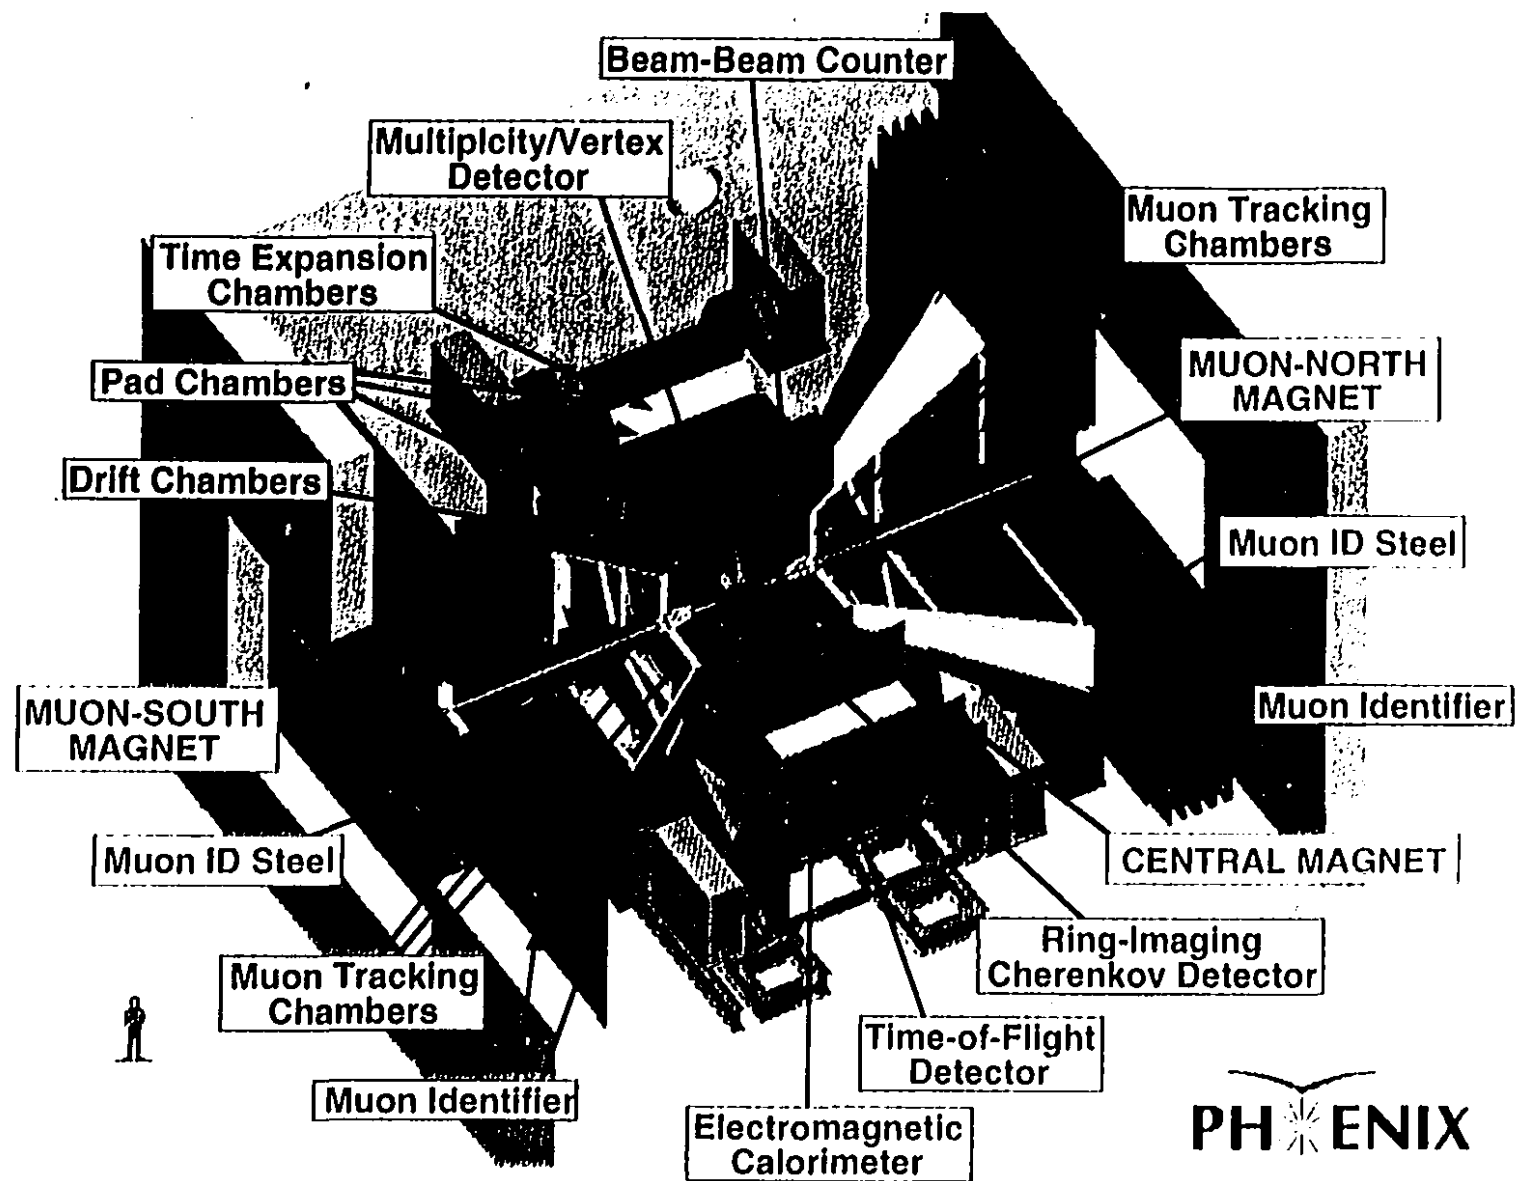 Beam-Beam Counter
Multiplcity/Vertex
Detector
Muon Tracking
Chambers
Time Expansion
Chambers
MUON-NORTH
MAGNET
Pad Chambers
Drift Chambers
Muon ID Steel
MUON-SOUTH
MAGNET
Muon Identifier
Muon ID Steel
CENTRAL MAGNET
Ring-Imaging
Cherenkov Detector
Muon Tracking
Chambers
Time-of-Flight
Detector
Muon Identifier
Electromagnetic
Calorimeter
PHENIX